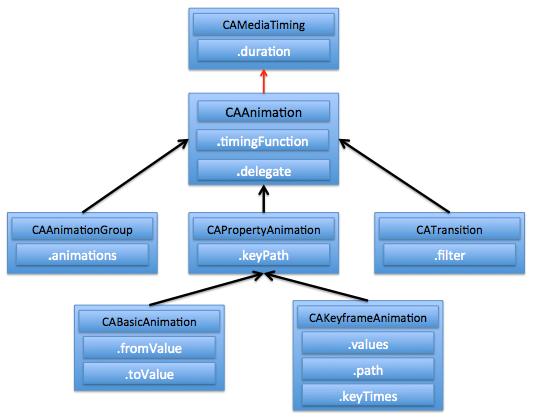 CAMediaTiming
.duration
CAAnimation
.timingFunction
.delegate
CAAnimationGroup
.animations
CAPropertyAnimation
.keyPath
CATransition
.filter
CABasicAnimation
.fromValue
.toValue
CAKeyframeAnimation
.values
.path
.keyTimes